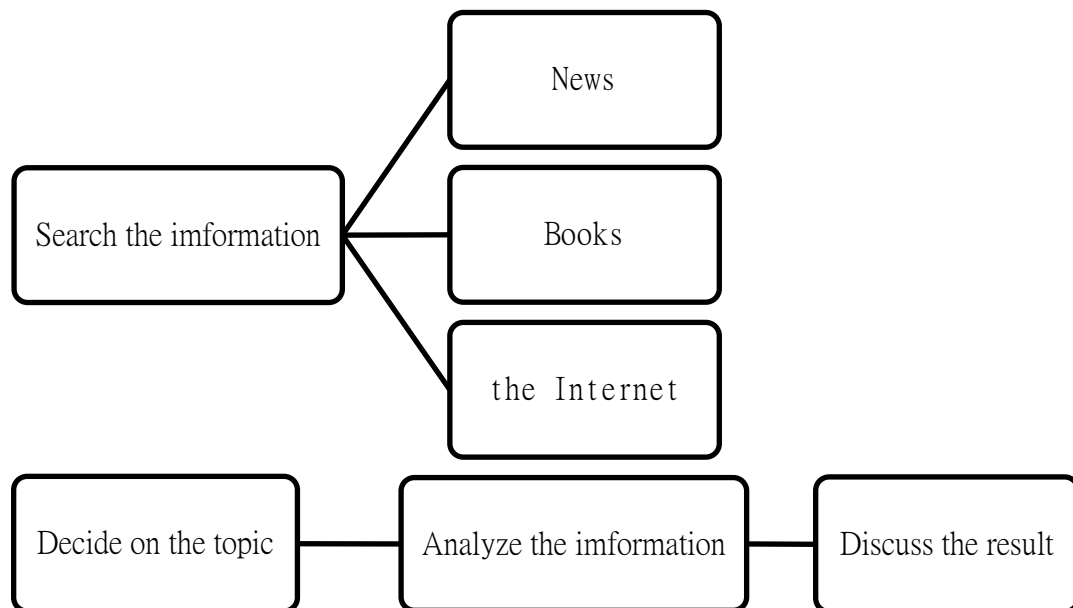 News
Search the imformation
Books
the Internet
Decide on the topic
Analyze the imformation
Discuss the result